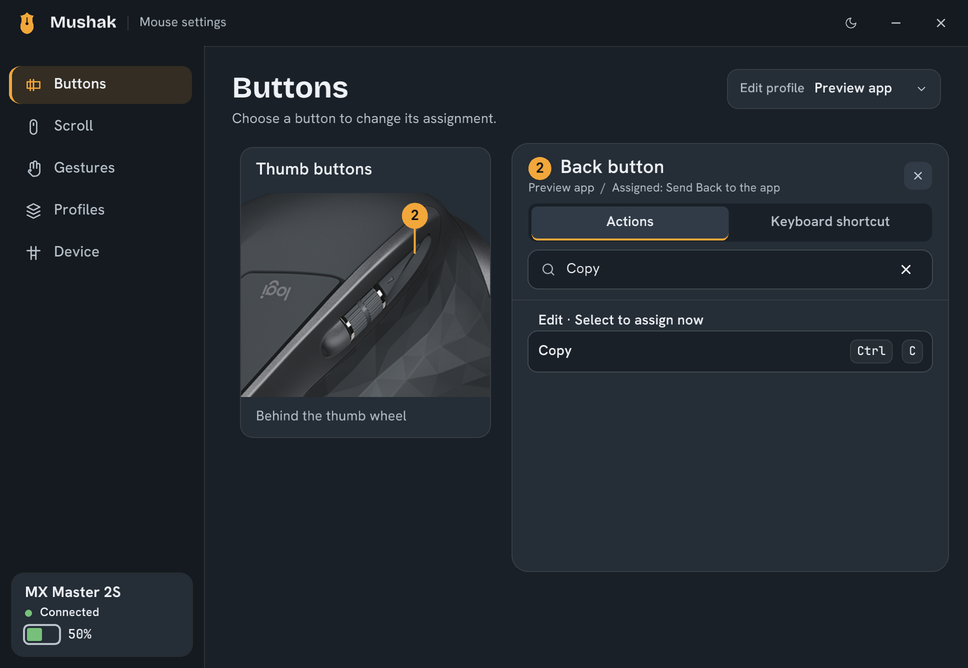 Mushak
Mouse settings
Buttons
Scroll
Gestures
Profiles
Device
MX Master 2S
Connected
50%
Buttons
Choose a button to change its assignment.
Edit profile Preview app
Thumb buttons
2
logi
Behind the thumb wheel
2 Back button
Preview app / Assigned: Send Back to the app
Actions
Keyboard shortcut
Copy
Edit · Select to assign now
Copy Ctrl C